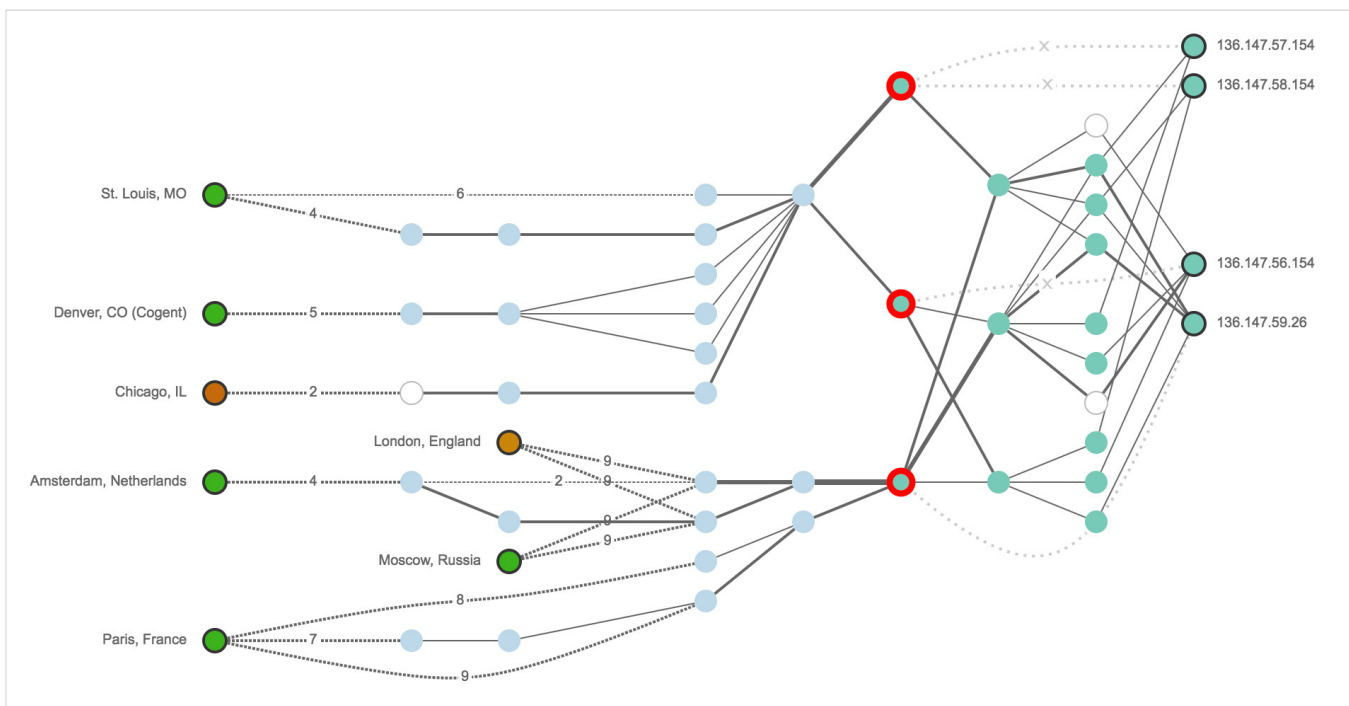 x
136.147.57.154
x
136.147.58.154
St. Louis, MO
6
4
136.147.56.154
x
Denver, CO (Cogent)
5
136.147.59.26
Chicago, IL
2
London, England
9
Amsterdam, Netherlands
4
2
9
9
Moscow, Russia
9
8
Paris, France
7
9